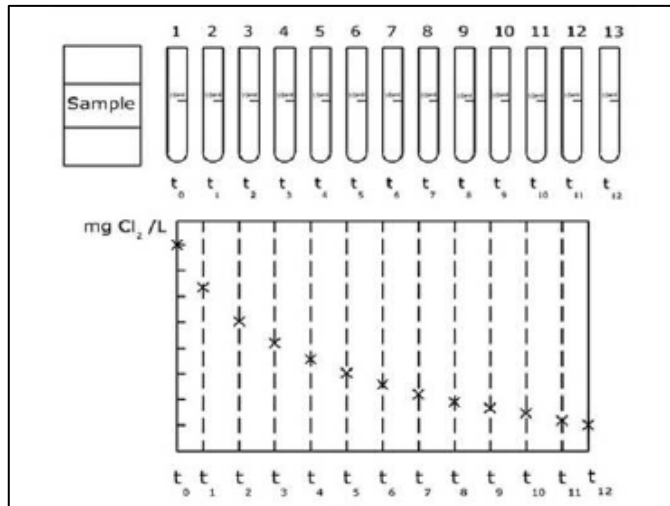 1 2 3 4 5 6 7 8 9 10 11 12 13
Sample
t₀ t₁ t₂ t₃ t₄ t₅ t₆ t₇ t₈ t₉ t₁₀ t₁₁ t₁₂
mg Cl₂ /L
t₀ t₁ t₂ t₃ t₄ t₅ t₆ t₇ t₈ t₉ t₁₀ t₁₁ t₁₂